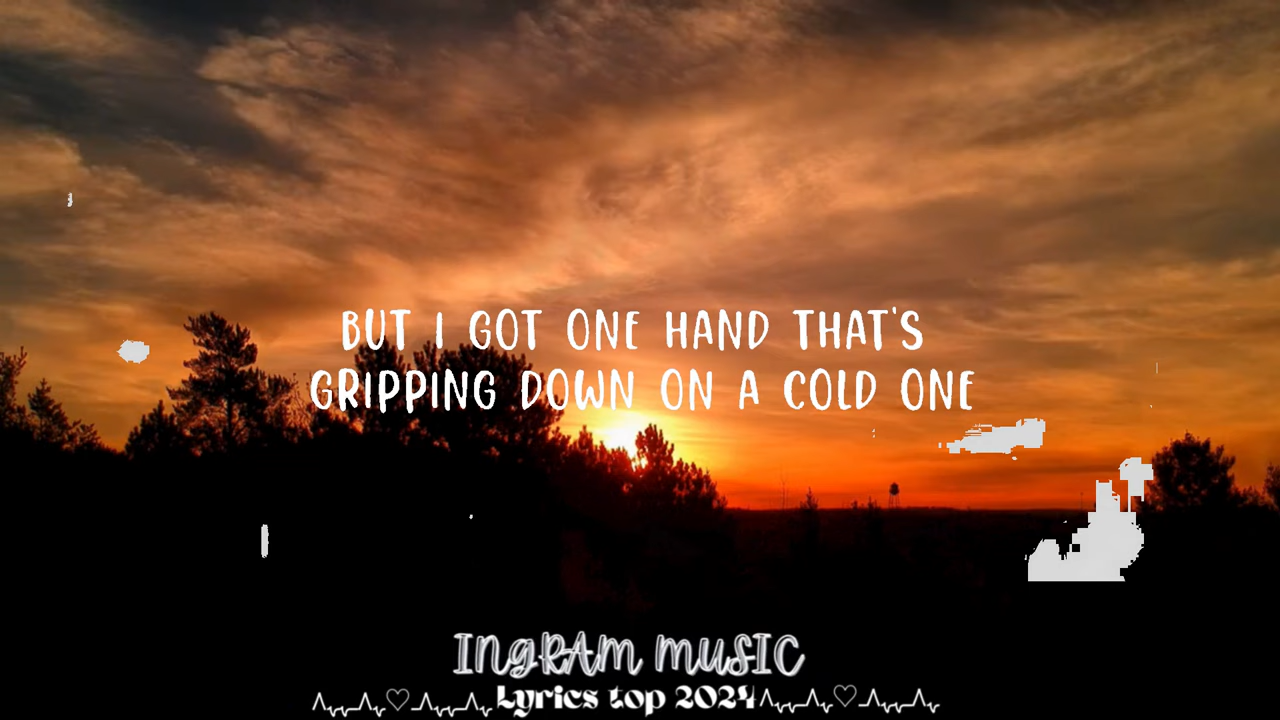 BUT I GOT ONE HAND THAT'S
GRIPPING DOWN ON A COLD ONE
INgRAm muSIC
Lyrics top 2024